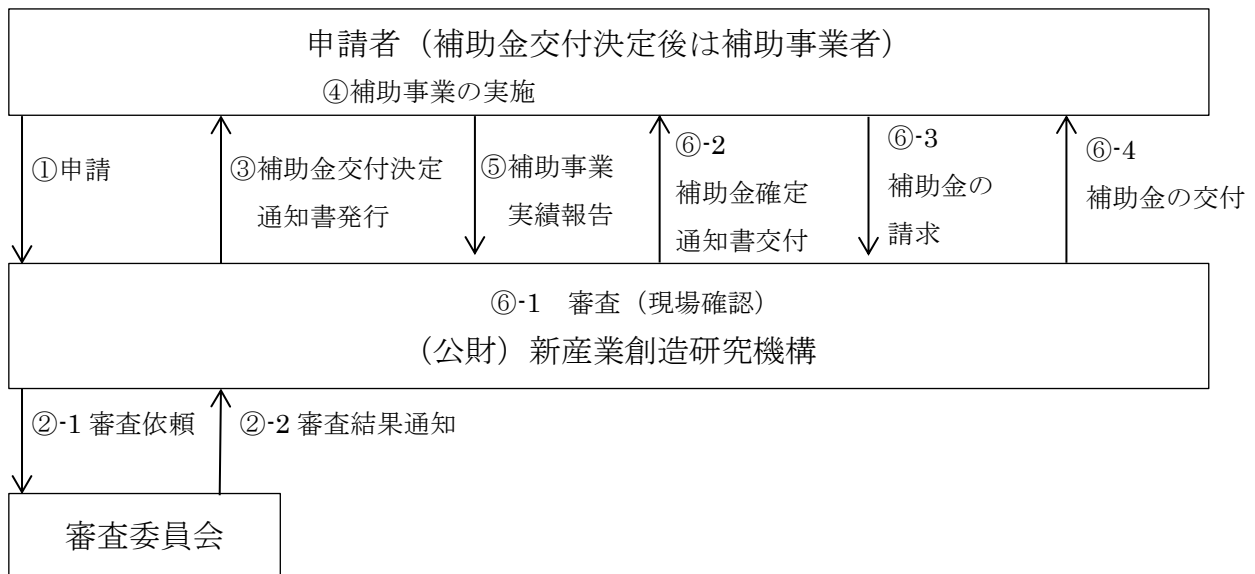 申請者（補助金交付決定後は補助事業者）
④補助事業の実施
①申請
③補助金交付決定
通知書発行
⑤補助事業
実績報告
⑥-2
補助金確定
通知書交付
⑥-3
補助金の
請求
⑥-4
補助金の交付
⑥-1　審査（現場確認）
（公財）新産業創造研究機構
②-1 審査依頼
②-2 審査結果通知
審査委員会